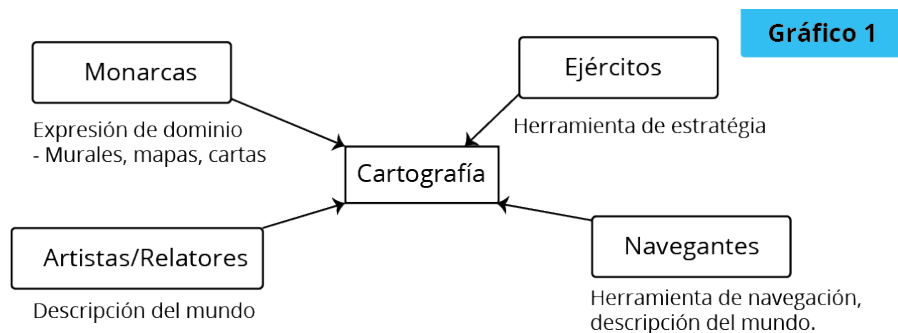 Gráfico 1
Monarcas
Expresión de dominio
- Murales, mapas, cartas
Ejércitos
Herramienta de estratégia
Cartografía
Artistas/Relatores
Descripción del mundo
Navegantes
Herramienta de navegación,
descripción del mundo.